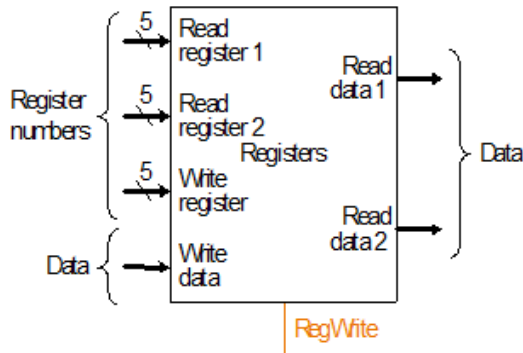 5
Read
register 1
5
Read
register 2
5
Write
register
Write
data
Register
numbers
Data
Registers
Read
data 1
Read
data 2
Data
RegWrite